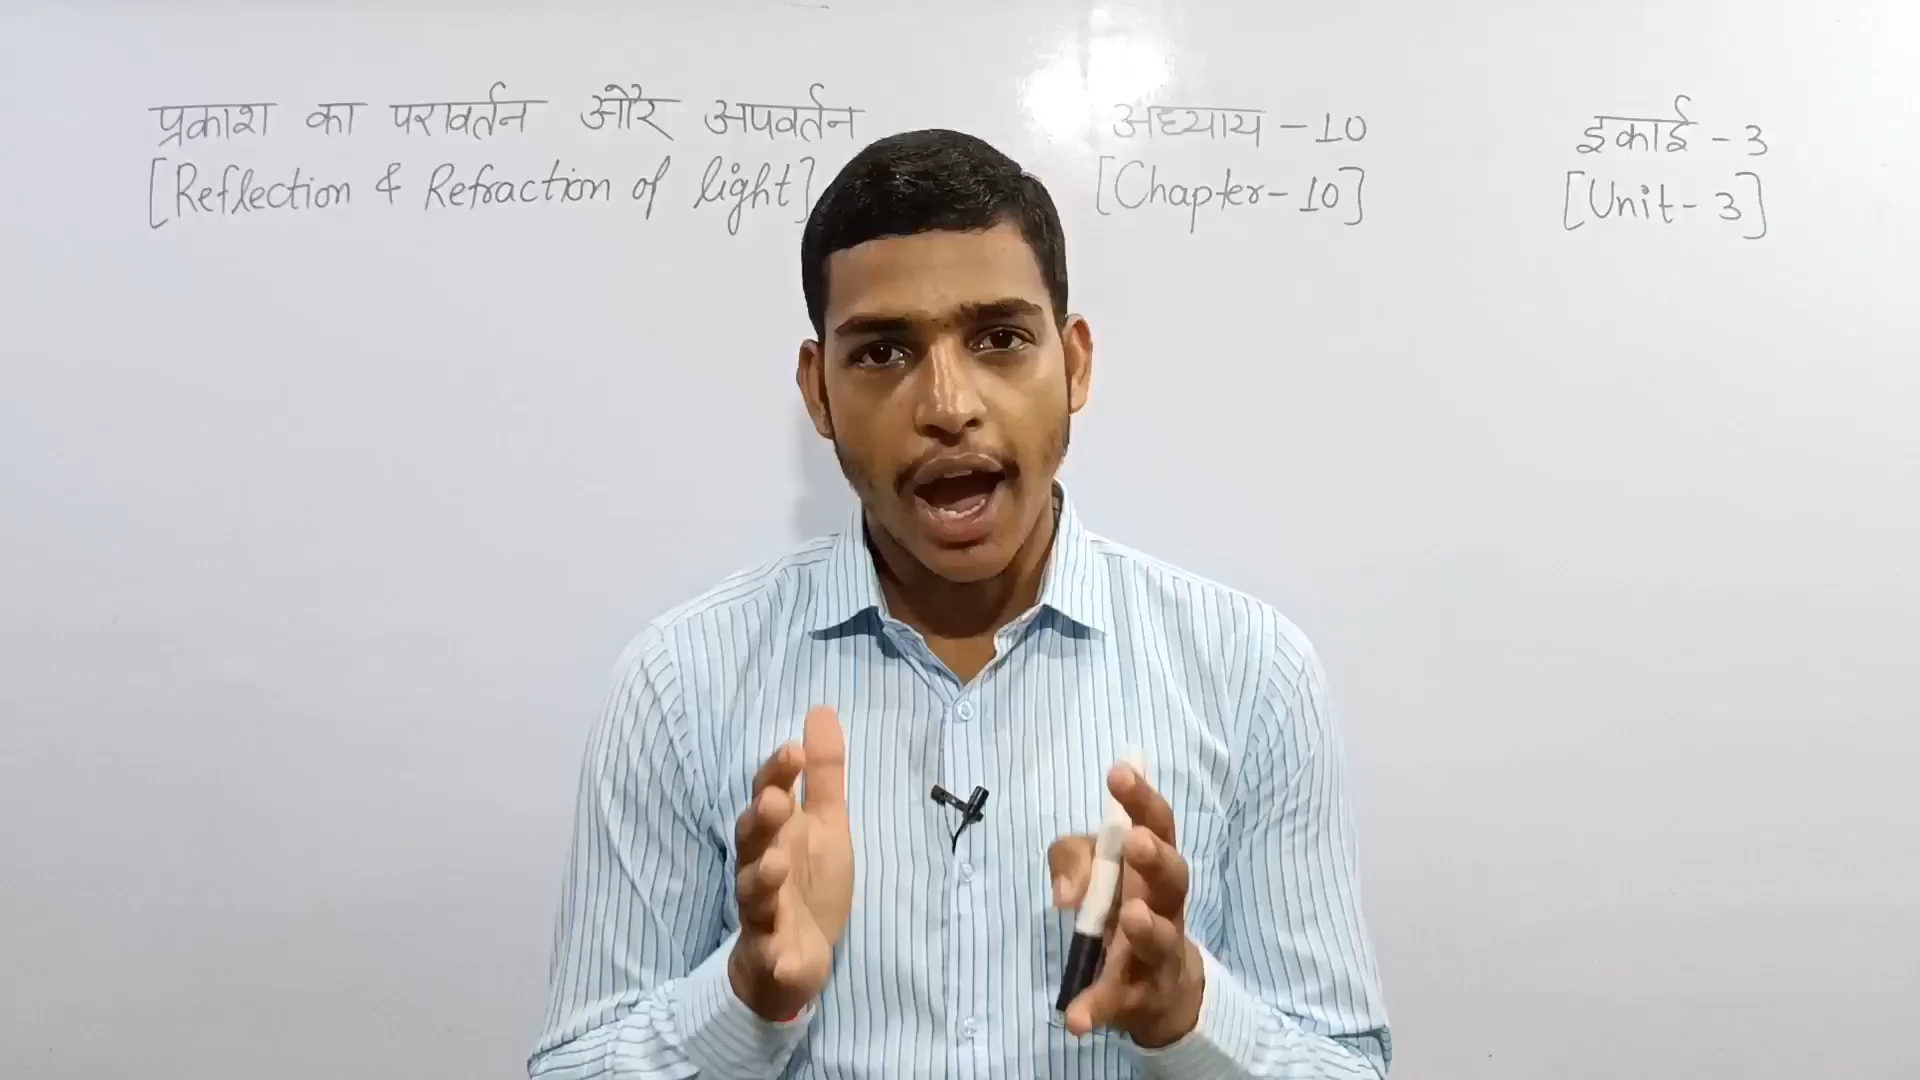 प्रकाश का परावर्तन और अपवर्तन
[Reflection & Refraction of light]
अध्याय - 10
[Chapter - 10]
इकाई - 3
[Unit - 3]